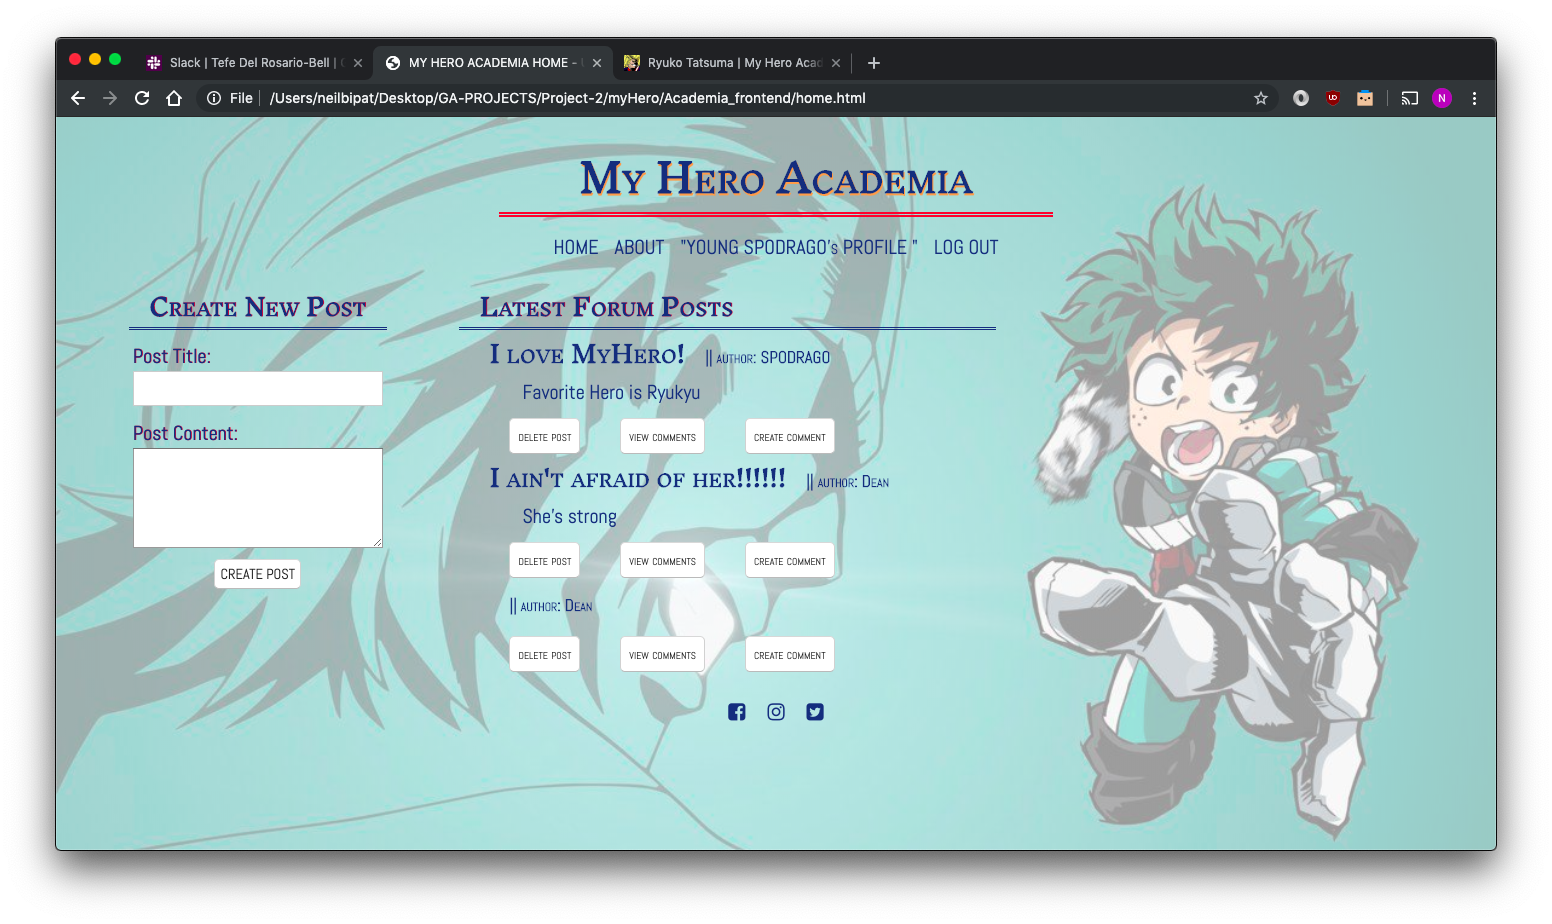 Slack | Tefe Del Rosario-Bell |
MY HERO ACADEMIA HOME -
Ryuko Tatsuma | My Hero Acad
File
/Users/neilbipat/Desktop/GA-PROJECTS/Project-2/myHero/Academia_frontend/home.html
N
My Hero Academia
HOME ABOUT "YOUNG SPODRAGO's PROFILE " LOG OUT
Create New Post
Post Title:
Post Content:
CREATE POST
Latest Forum Posts
I love MyHero! || author: SPODRAGO
Favorite Hero is Ryukyu
DELETE POST VIEW COMMENTS CREATE COMMENT
I ain't afraid of her!!!!!! || author: Dean
She's strong
DELETE POST VIEW COMMENTS CREATE COMMENT
|| author: Dean
DELETE POST VIEW COMMENTS CREATE COMMENT